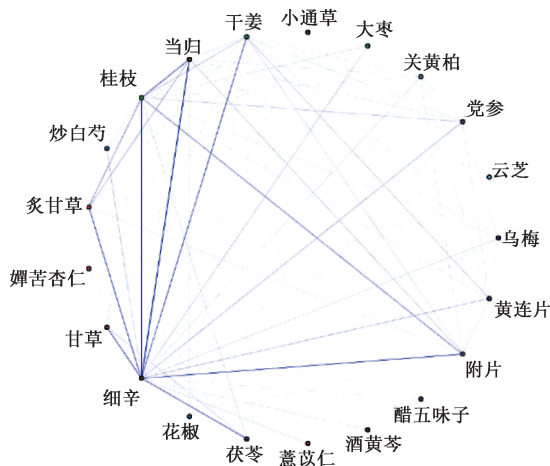 小通草
干姜
大枣
当归
关黄柏
桂枝
党参
炒白芍
云芝
炙甘草
乌梅
婵苦杏仁
黄连片
甘草
附片
细辛
醋五味子
花椒
酒黄芩
茯苓
薏苡仁